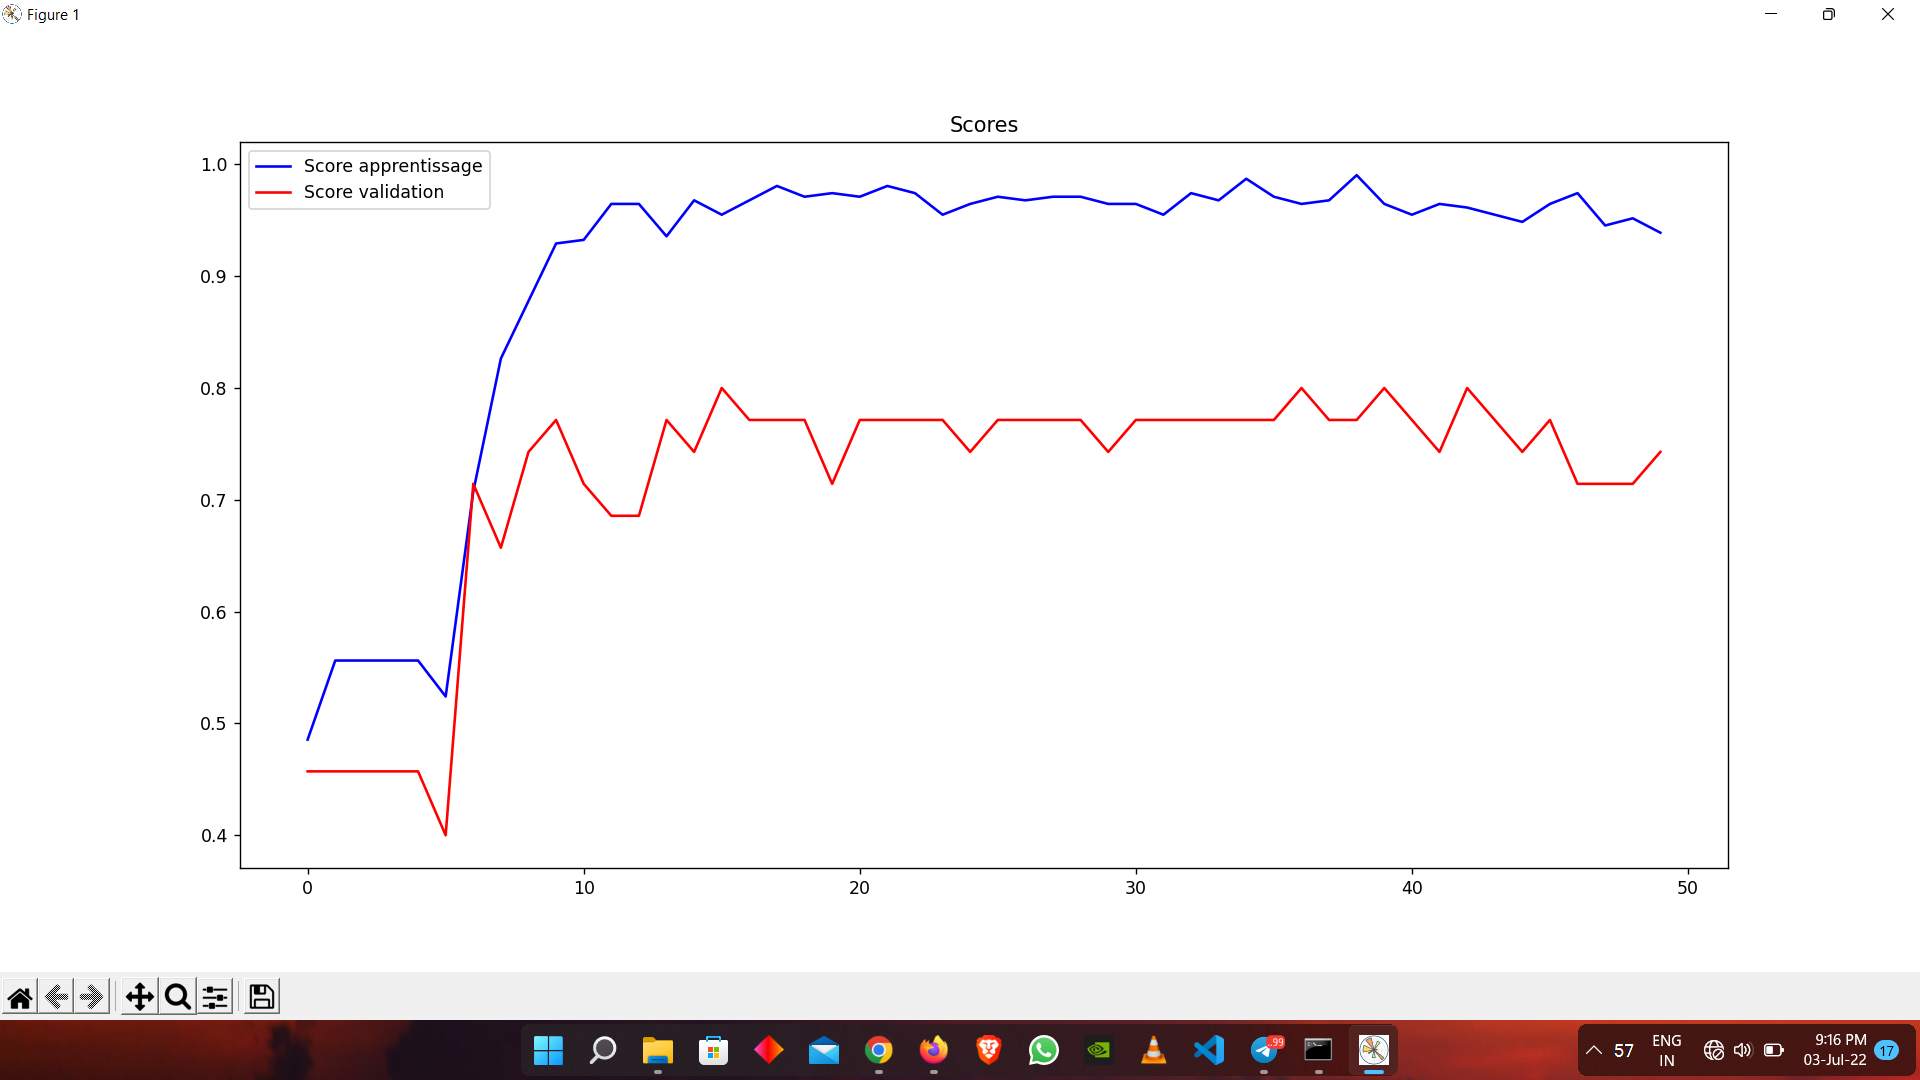 Figure 1
Scores
Score apprentissage
Score validation
1.0
0.9
0.8
0.7
0.6
0.5
0.4
0 10 20 30 40 50
99
57
ENG
IN
9:16 PM
03-Jul-22
17